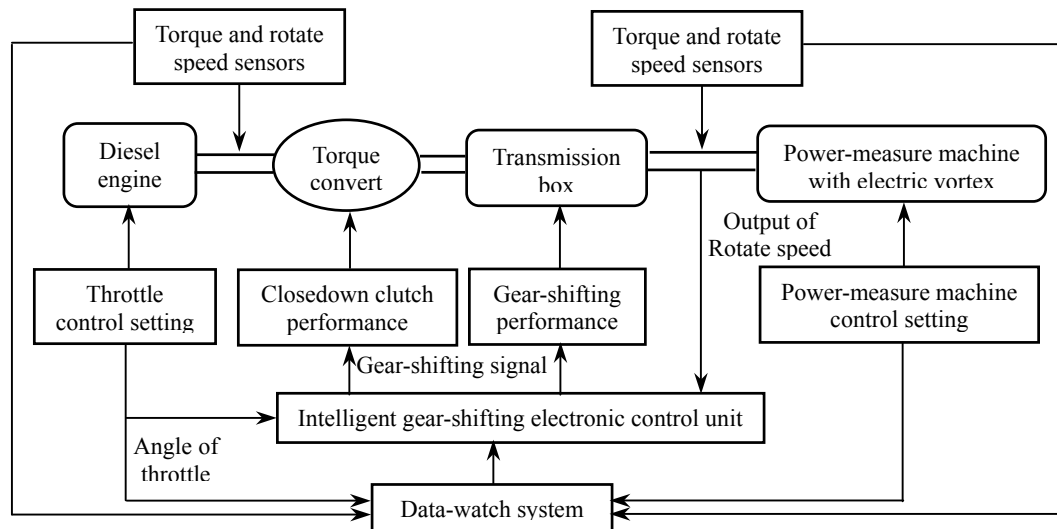 Torque and rotate
speed sensors
Torque and rotate
speed sensors
Diesel
engine
Torque
convert
Transmission
box
Power-measure machine
with electric vortex
Output of
Rotate speed
Throttle
control setting
Closedown clutch
performance
Gear-shifting
performance
Power-measure machine
control setting
Gear-shifting signal
Intelligent gear-shifting electronic control unit
Angle of
throttle
Data-watch system